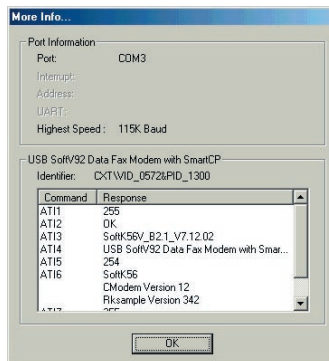 More Info...
Port Information
Port: COM3
Interrupt:
Address:
UART:
Highest Speed : 115K Baud
USB SoftV92 Data Fax Modem with SmartCP
Identifier: CXT\VID_0572&PID_1300
Command Response
ATI1 255
ATI2 OK
ATI3 SoftK56V_B2.1_V7.12.02
ATI4 USB SoftV92 Data Fax Modem with Smar...
ATI5 254
ATI6 SoftK56
CModem Version 12
Rksample Version 342
ATI7 255
OK